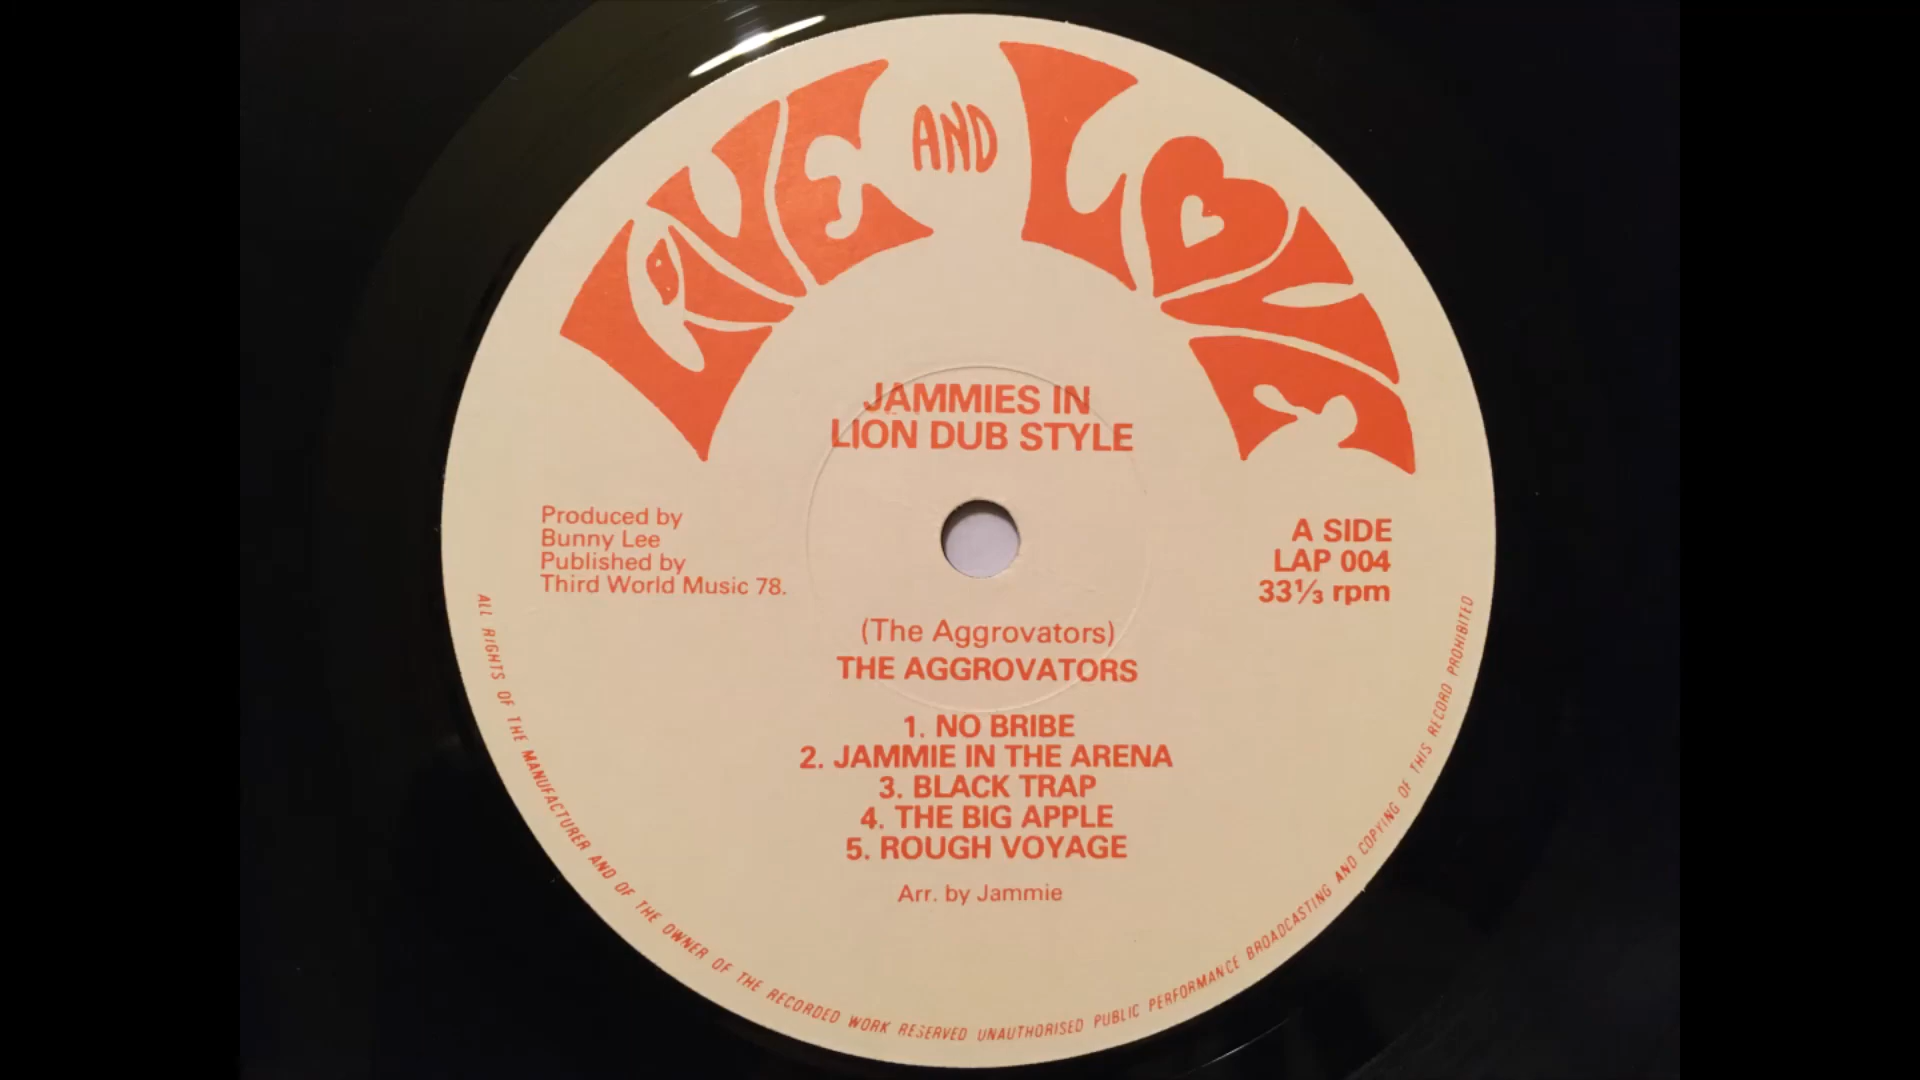 LIVE AND LOVE
JAMMIES IN
LION DUB STYLE
Produced by
Bunny Lee
Published by
Third World Music 78.
A SIDE
LAP 004
33⅓ rpm
(The Aggrovators)
THE AGGROVATORS
1. NO BRIBE
2. JAMMIE IN THE ARENA
3. BLACK TRAP
4. THE BIG APPLE
5. ROUGH VOYAGE
Arr. by Jammie
ALL RIGHTS OF THE MANUFACTURER AND OF THE OWNER OF THE RECORDED WORK RESERVED UNAUTHORISED PUBLIC PERFORMANCE BROADCASTING AND COPYING OF THIS RECORD PROHIBITED